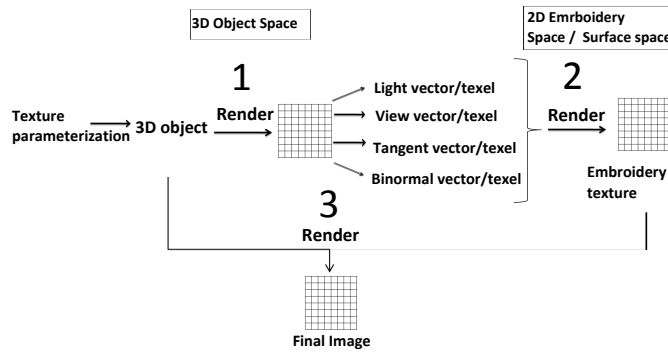 3D Object Space
2D Emrboidery
Space / Surface space
1
2
Light vector/texel
Render
View vector/texel
Render
Texture
parameterization
3D object
Tangent vector/texel
Binormal vector/texel
Embroidery
texture
3
Render
Final Image